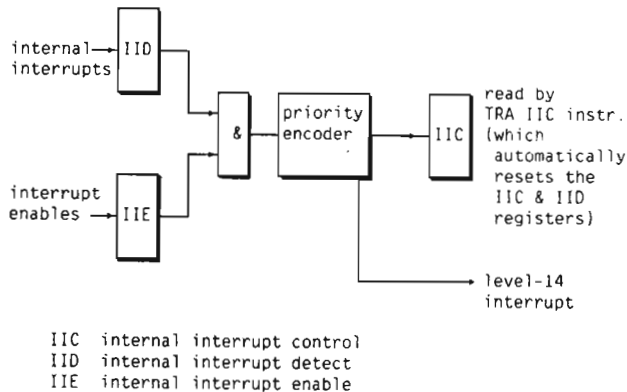 internal
interrupts
IID
interrupt
enables
IIE
&
priority
encoder
IIC
read by
TRA IIC instr.
(which
automatically
resets the
IIC & IID
registers)
level-14
interrupt
IIC internal interrupt control
IID internal interrupt detect
IIE internal interrupt enable